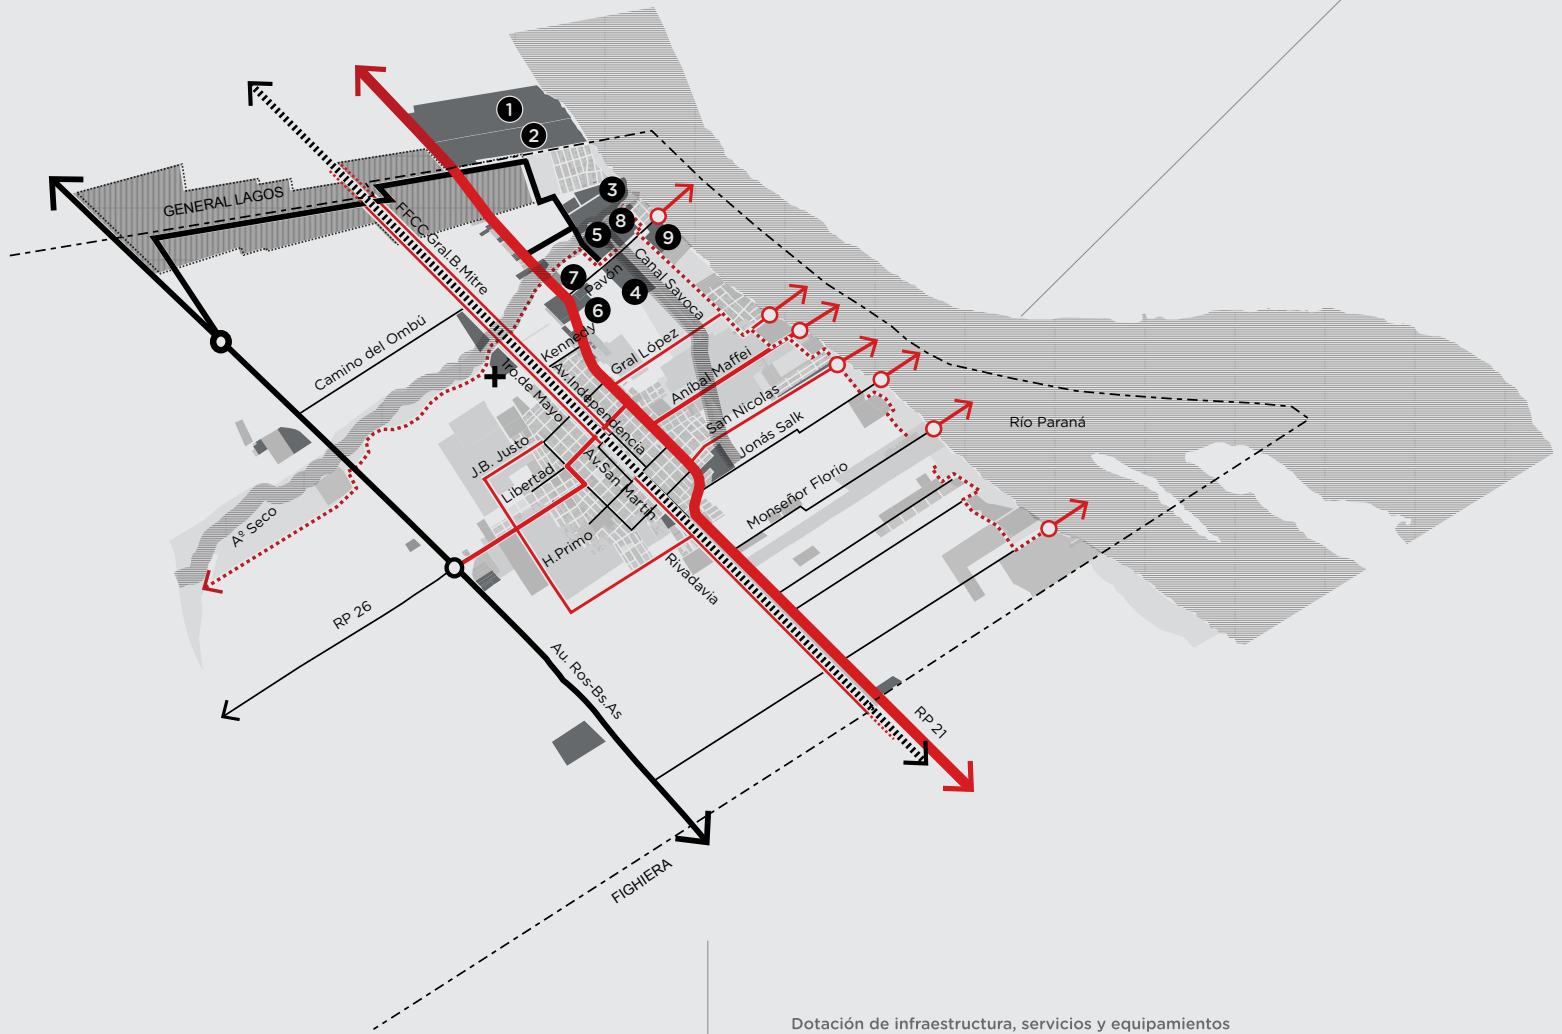 1
2
3
GENERAL LAGOS
8
5
9
FFCC.Gral.B.Mitre
Canal Savoca
7
Pavón
4
6
Camino del Ombú
Kennedy
Gral López
Aníbal Maffei
1ro.de Mayo
Av.Independencia
San Nicolas
Jonás Salk
Río Paraná
J.B. Justo
Libertad
Av.San Martín
Monseñor Florio
Aº Seco
H.Primo
Rivadavia
RP 26
Au. Ros-Bs.As
RP 21
FIGHIERA
Dotación de infraestructura, servicios y equipamientos